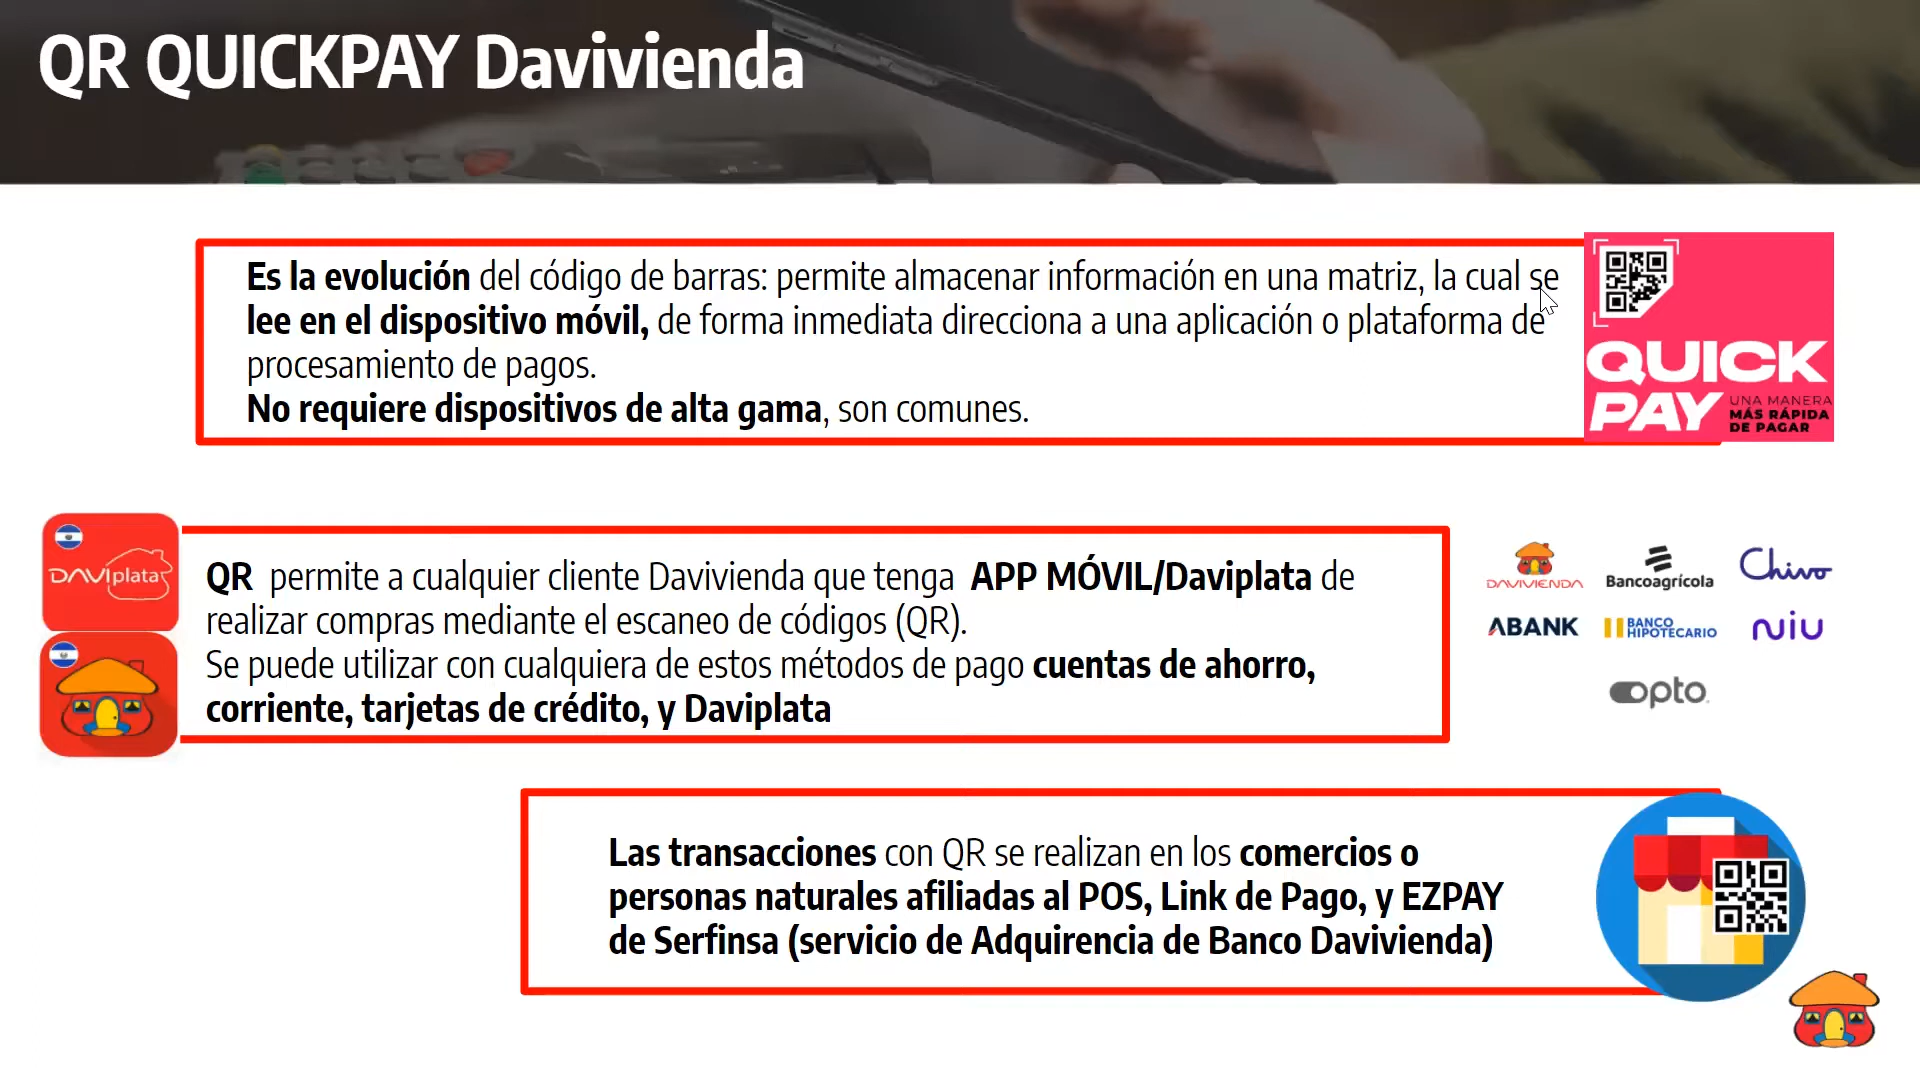 QR QUICKPAY Davivienda
Es la evolución del código de barras: permite almacenar información en una matriz, la cual se
lee en el dispositivo móvil, de forma inmediata direcciona a una aplicación o plataforma de
procesamiento de pagos.
No requiere dispositivos de alta gama, son comunes.
QUICK
PAY
UNA MANERA
MÁS RÁPIDA
DE PAGAR
DAVIplata
QR permite a cualquier cliente Davivienda que tenga APP MÓVIL/Daviplata de
realizar compras mediante el escaneo de códigos (QR).
Se puede utilizar con cualquiera de estos métodos de pago cuentas de ahorro,
corriente, tarjetas de crédito, y Daviplata
DAVIVIENDA
Bancoagrícola
Chivo
ABANK
BANCO
HIPOTECARIO
niu
opto
Las transacciones con QR se realizan en los comercios o
personas naturales afiliadas al POS, Link de Pago, y EZPAY
de Serfinsa (servicio de Adquirencia de Banco Davivienda)